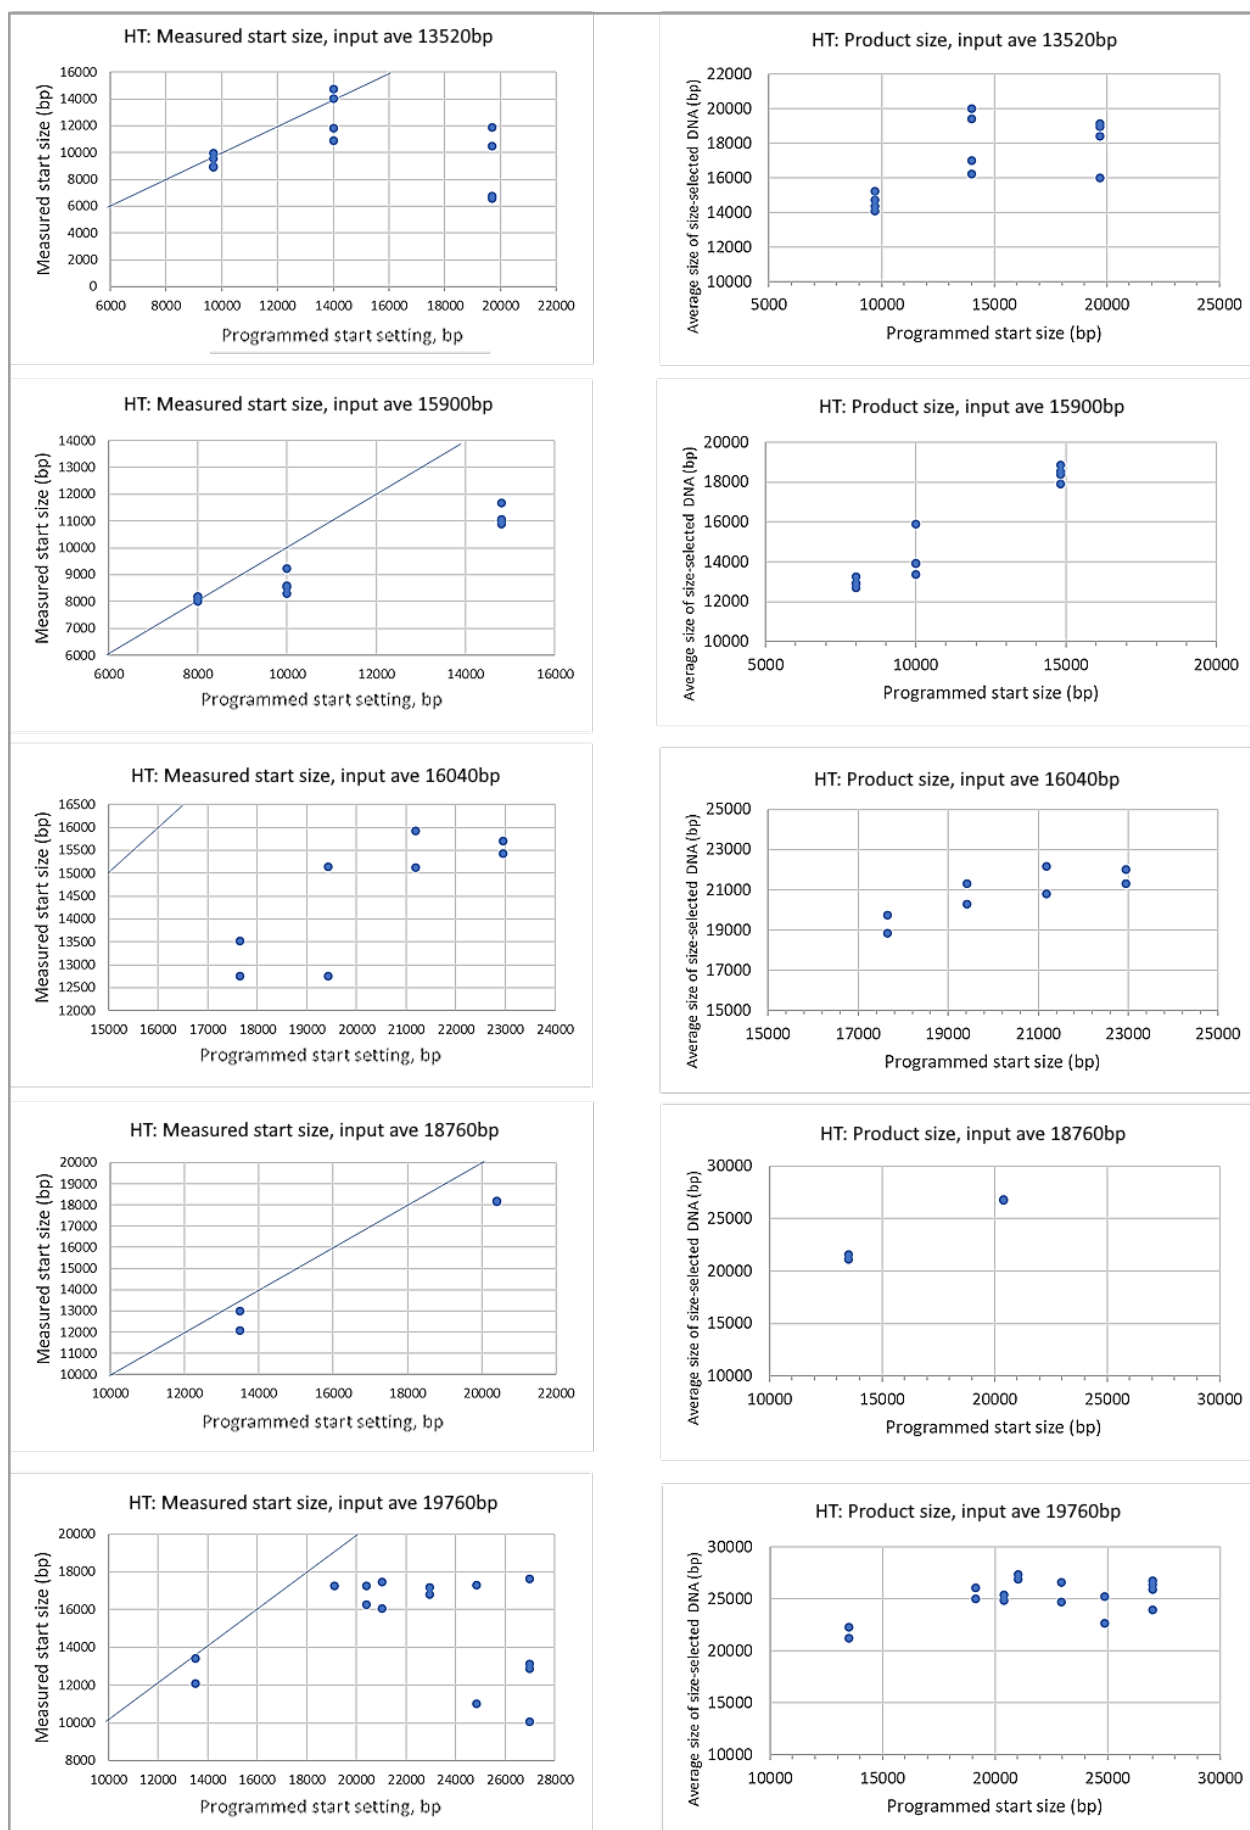 HT: Measured start size, input ave 13520bp
Measured start size (bp)
16000
14000
12000
10000
8000
6000
4000
2000
0
6000 8000 10000 12000 14000 16000 18000 20000 22000
Programmed start setting, bp
HT: Product size, input ave 13520bp
Average size of size-selected DNA (bp)
22000
20000
18000
16000
14000
12000
10000
5000 10000 15000 20000 25000
Programmed start size (bp)
HT: Measured start size, input ave 15900bp
Measured start size (bp)
14000
13000
12000
11000
10000
9000
8000
7000
6000
6000 8000 10000 12000 14000 16000
Programmed start setting, bp
HT: Product size, input ave 15900bp
Average size of size-selected DNA (bp)
20000
18000
16000
14000
12000
10000
5000 10000 15000 20000
Programmed start size (bp)
HT: Measured start size, input ave 16040bp
Measured start size (bp)
16500
16000
15500
15000
14500
14000
13500
13000
12500
12000
15000 16000 17000 18000 19000 20000 21000 22000 23000 24000
Programmed start setting, bp
HT: Product size, input ave 16040bp
Average size of size-selected DNA (bp)
25000
23000
21000
19000
17000
15000
15000 17000 19000 21000 23000 25000
Programmed start size (bp)
HT: Measured start size, input ave 18760bp
Measured start size (bp)
20000
19000
18000
17000
16000
15000
14000
13000
12000
11000
10000
10000 12000 14000 16000 18000 20000 22000
Programmed start setting, bp
HT: Product size, input ave 18760bp
Average size of size-selected DNA (bp)
30000
25000
20000
15000
10000
10000 15000 20000 25000 30000
Programmed start size (bp)
HT: Measured start size, input ave 19760bp
Measured start size (bp)
20000
18000
16000
14000
12000
10000
8000
10000 12000 14000 16000 18000 20000 22000 24000 26000 28000
Programmed start setting, bp
HT: Product size, input ave 19760bp
Average size of size-selected DNA (bp)
30000
25000
20000
15000
10000
10000 15000 20000 25000 30000
Programmed start size (bp)